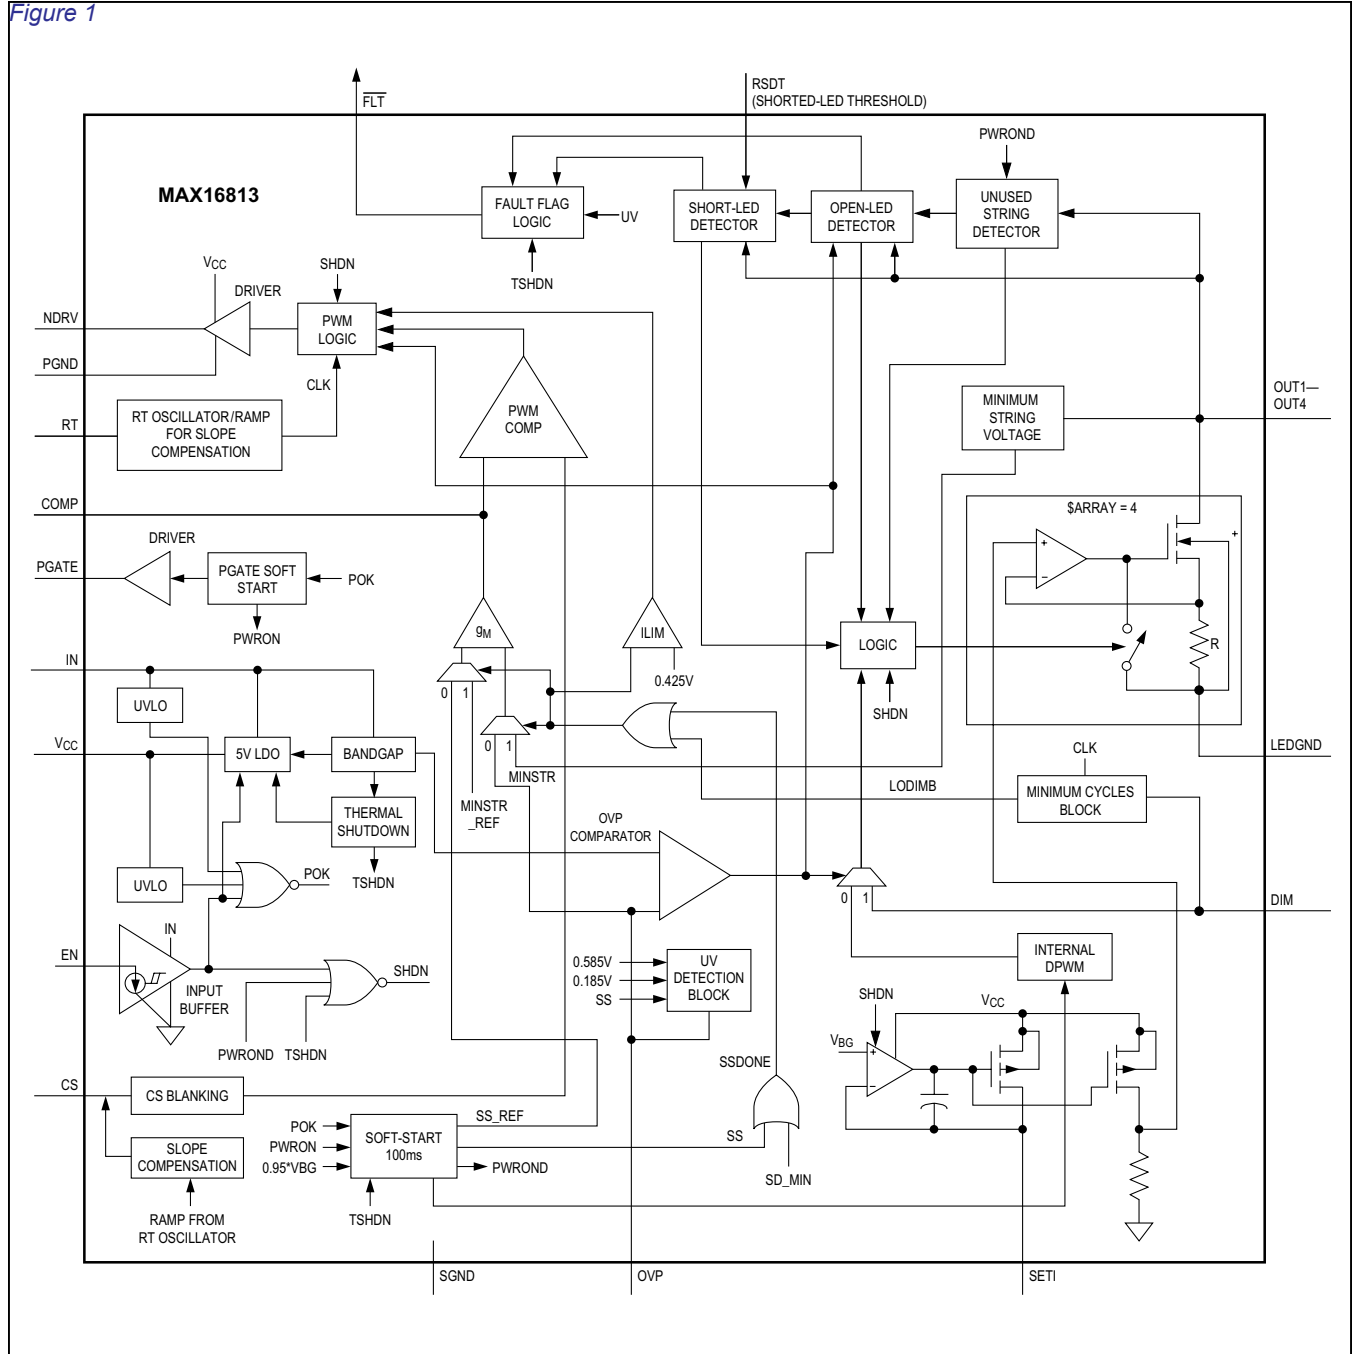 Figure 1
FLT
RSDT
(SHORTED-LED THRESHOLD)
PWROND
MAX16813
FAULT FLAG
LOGIC
UV
TSHDN
SHORT-LED
DETECTOR
OPEN-LED
DETECTOR
UNUSED
STRING
DETECTOR
VCC
DRIVER
SHDN
NDRV
PWM
LOGIC
PGND
CLK
RT
RT OSCILLATOR/RAMP
FOR SLOPE
COMPENSATION
PWM
COMP
MINIMUM
STRING
VOLTAGE
OUT1—
OUT4
COMP
$ARRAY = 4
+
-
+
R
DRIVER
PGATE
PGATE SOFT
START
POK
PWRON
gM
ILIM
0.425V
LOGIC
SHDN
IN
UVLO
0 1
0 1
VCC
5V LDO
BANDGAP
MINSTR
MINSTR
_REF
LODIMB
CLK
LEDGND
MINIMUM CYCLES
BLOCK
THERMAL
SHUTDOWN
TSHDN
OVP
COMPARATOR
UVLO
POK
0 1
DIM
EN
IN
INPUT
BUFFER
SHDN
PWROND
TSHDN
0.585V
0.185V
SS
UV
DETECTION
BLOCK
INTERNAL
DPWM
SHDN
VCC
VBG
+
-
SSDONE
CS
CS BLANKING
SLOPE
COMPENSATION
RAMP FROM
RT OSCILLATOR
POK
PWRON
0.95*VBG
SOFT-START
100ms
SS_REF
PWROND
TSHDN
SS
SD_MIN
SGND
OVP
SETI